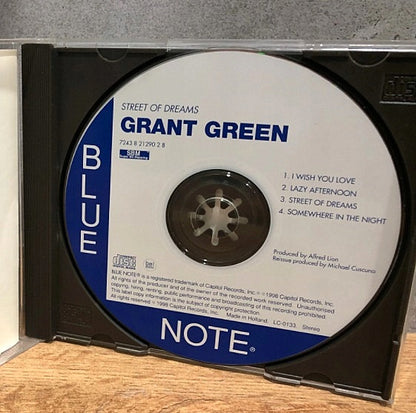 STREET OF DREAMS
GRANT GREEN
7243 8 21290 2 8
SBM
1. I WISH YOU LOVE
2. LAZY AFTERNOON
3. STREET OF DREAMS
4. SOMEWHERE IN THE NIGHT
BLUE
Produced by Alfred Lion
Reissue produced by Michael Cuscuna
BLUE NOTE® is a registered trademark of Capitol Records, Inc. ℗ © 1998 Capitol Records, Inc.
All rights of the producer and of the owner of the recorded work reserved. Unauthorised
copying, hiring, renting, public performance and broadcasting of this recording prohibited.
This label copy information is the subject of copyright protection.
All rights reserved. © 1998 Capitol Records, Inc. Made in Holland. LC-0133. Stereo
NOTE®
disc